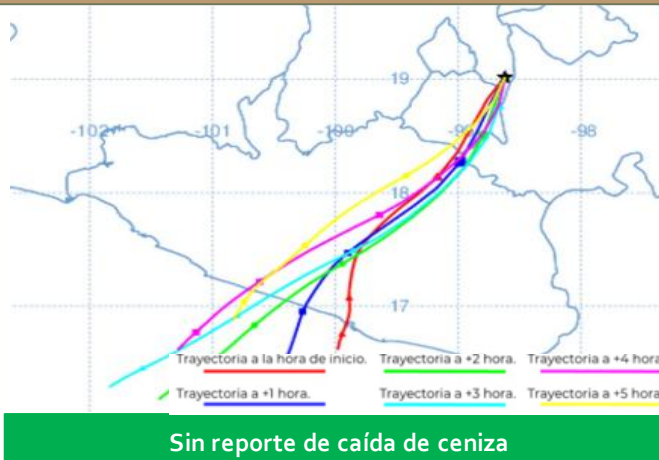 19
-102
-101
-100
-99
-98
18
17
Trayectoria a la hora de inicio.
Trayectoria a +2 hora.
Trayectoria a +4 hora
Trayectoria a +1 hora.
Trayectoria a +3 hora.
Trayectoria a +5 hora
Sin reporte de caída de ceniza